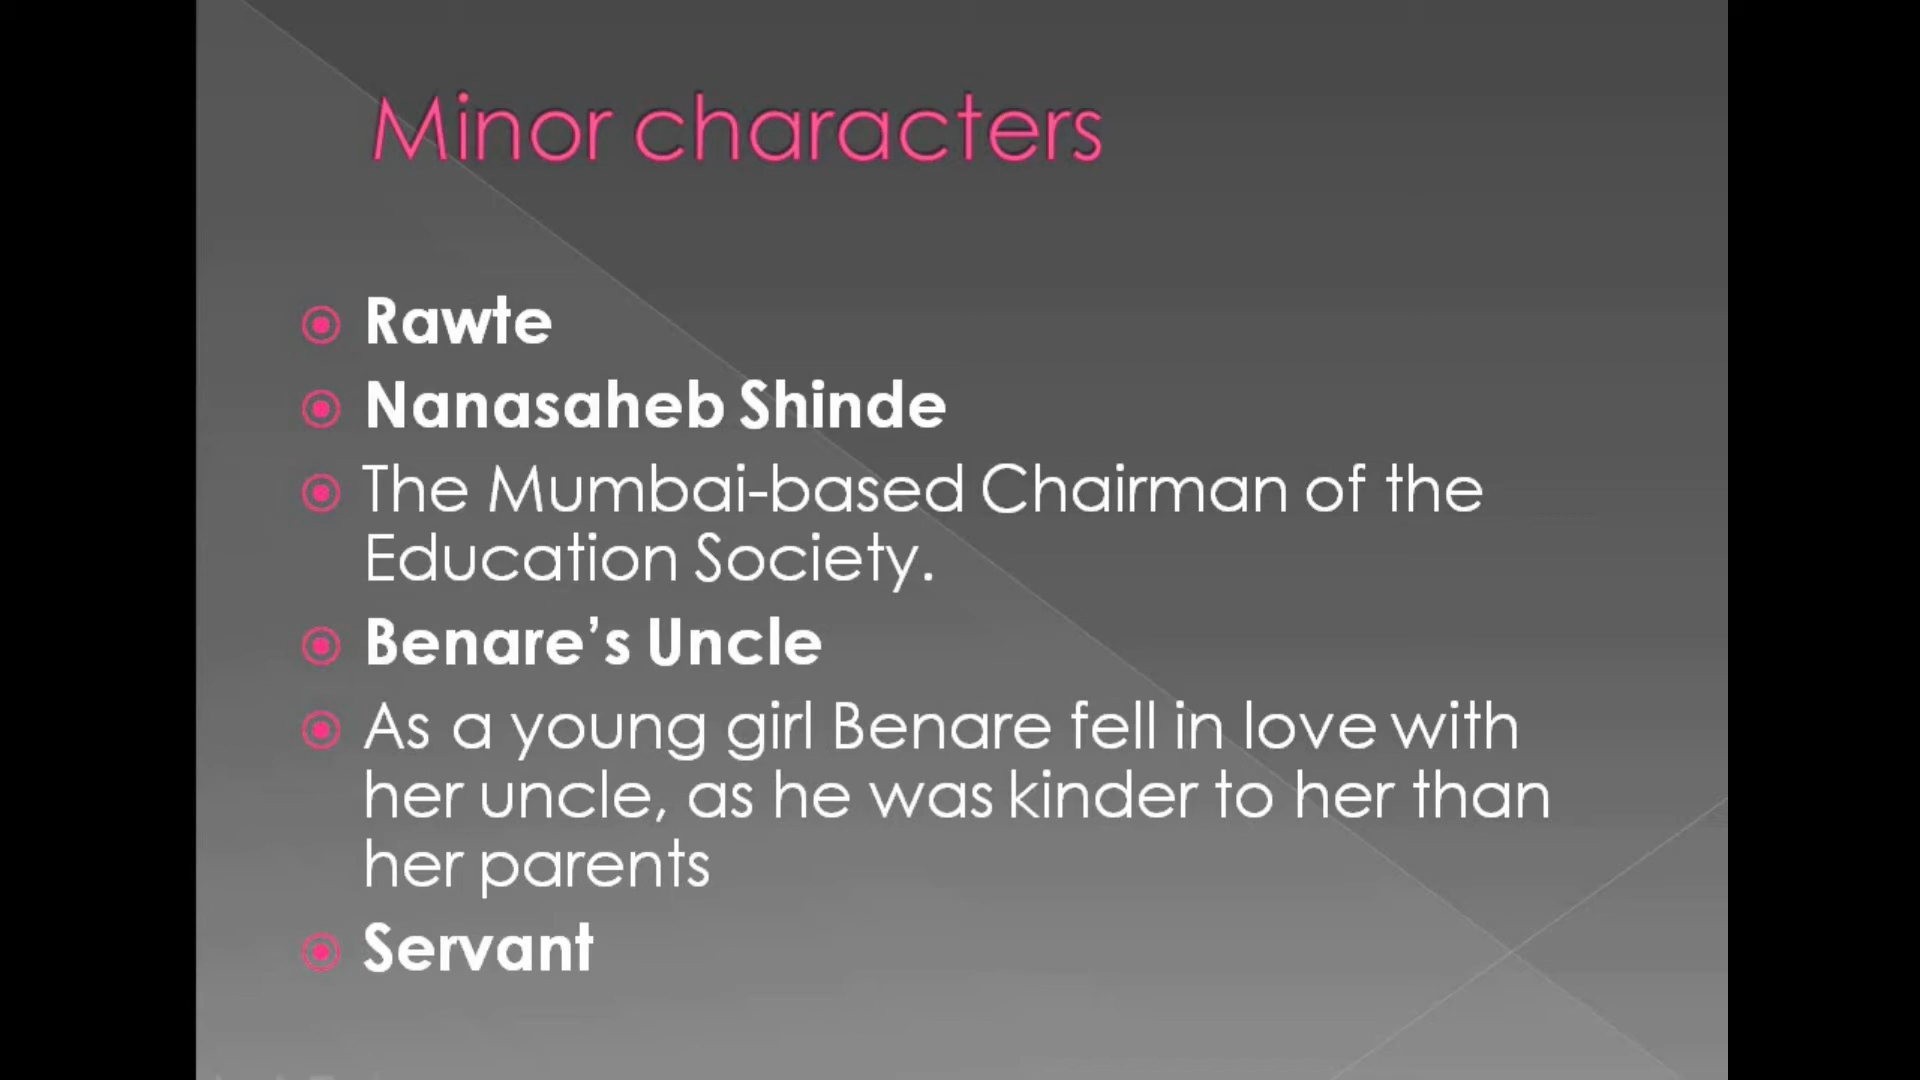 Minor characters
Rawte
Nanasaheb Shinde
The Mumbai-based Chairman of the
Education Society.
Benare’s Uncle
As a young girl Benare fell in love with
her uncle, as he was kinder to her than
her parents
Servant